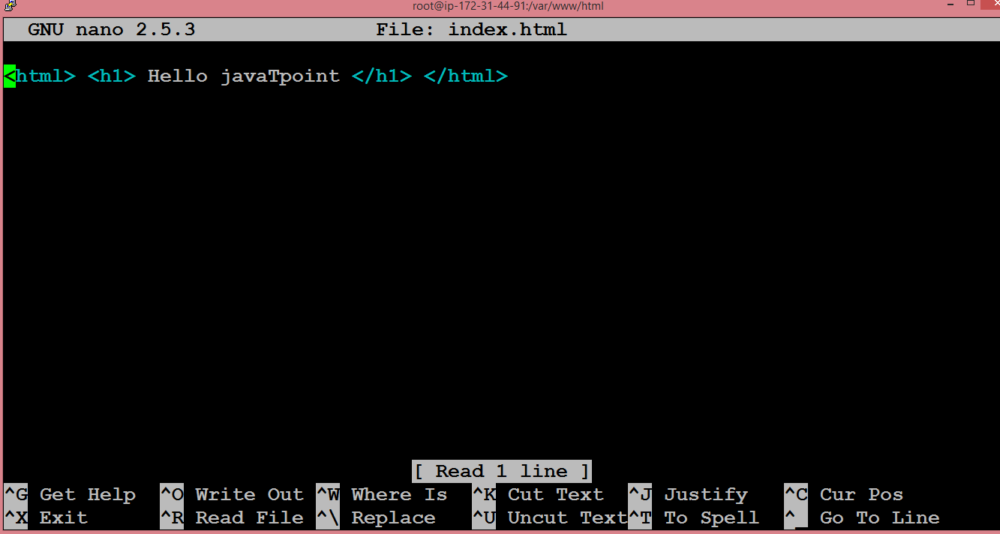 root@ip-172-31-44-91:/var/www/html
GNU nano 2.5.3 File: index.html
<html> <h1> Hello javaTpoint </h1> </html>
[ Read 1 line ]
^G Get Help ^O Write Out ^W Where Is ^K Cut Text ^J Justify ^C Cur Pos
^X Exit ^R Read File ^\ Replace ^U Uncut Text ^T To Spell ^_ Go To Line